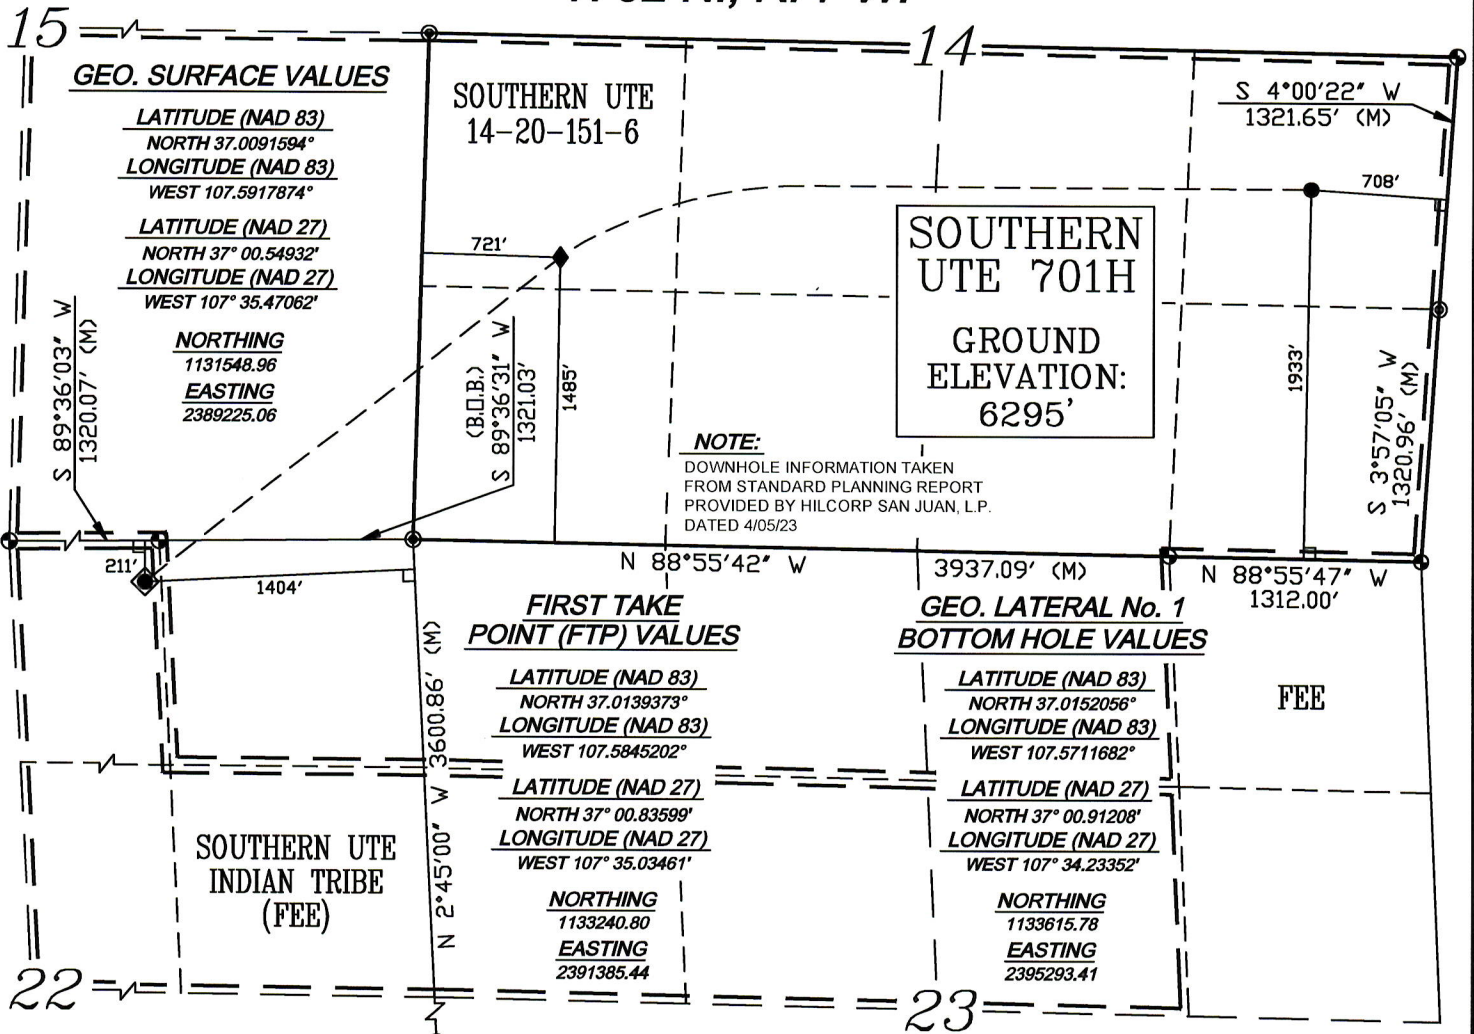 15
14
GEO. SURFACE VALUES
LATITUDE (NAD 83)
NORTH 37.0091594°
LONGITUDE (NAD 83)
WEST 107.5917874°
LATITUDE (NAD 27)
NORTH 37° 00.54932'
LONGITUDE (NAD 27)
WEST 107° 35.47062'
NORTHING
1131548.96
EASTING
2389225.06
S 89°36'03" W
1320.07' (M)
SOUTHERN UTE
14-20-151-6
S 4°00'22" W
1321.65' (M)
708'
721'
SOUTHERN
UTE 701H
GROUND
ELEVATION:
6295'
(B.O.B.)
S 89°36'31" W
1321.03'
1485'
1933'
S 3°57'05" W
1320.96' (M)
NOTE:
DOWNHOLE INFORMATION TAKEN
FROM STANDARD PLANNING REPORT
PROVIDED BY HILCORP SAN JUAN, L.P.
DATED 4/05/23
211'
1404'
N 88°55'42" W
3937.09' (M)
N 88°55'47" W
1312.00'
N 2°45'00" W 3600.86' (M)
FIRST TAKE
POINT (FTP) VALUES
LATITUDE (NAD 83)
NORTH 37.0139373°
LONGITUDE (NAD 83)
WEST 107.5845202°
LATITUDE (NAD 27)
NORTH 37° 00.83599'
LONGITUDE (NAD 27)
WEST 107° 35.03461'
NORTHING
1133240.80
EASTING
2391385.44
GEO. LATERAL No. 1
BOTTOM HOLE VALUES
LATITUDE (NAD 83)
NORTH 37.0152056°
LONGITUDE (NAD 83)
WEST 107.5711682°
LATITUDE (NAD 27)
NORTH 37° 00.91208'
LONGITUDE (NAD 27)
WEST 107° 34.23352'
NORTHING
1133615.78
EASTING
2395293.41
FEE
SOUTHERN UTE
INDIAN TRIBE
(FEE)
22
23